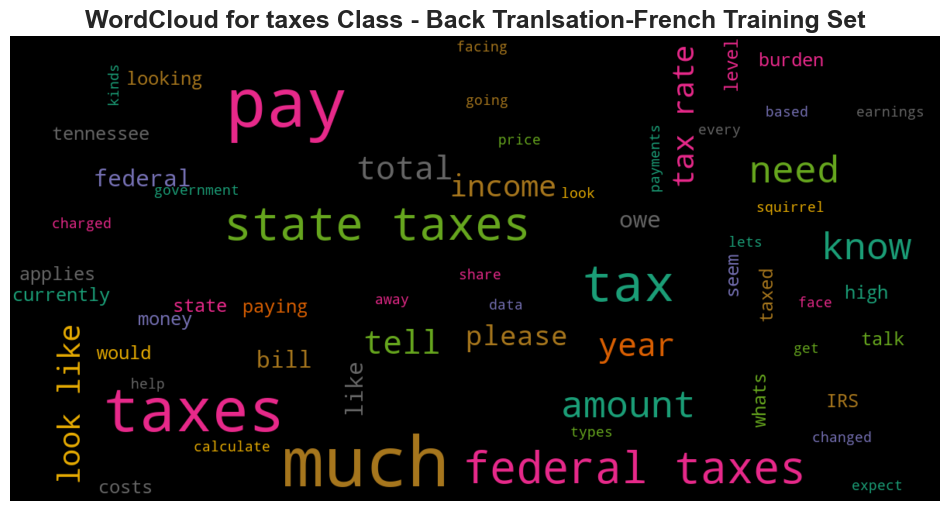 WordCloud for taxes Class - Back Tranlsation-French Training Set
facing
kinds
looking
pay
tax rate
level
burden
going
price
based
earnings
tennessee
every
payments
total
need
federal
government
income
look
charged
state taxes
owe
squirrel
know
lets
applies
currently
share
tax
seem
taxed
high
state
paying
away
data
face
money
look like
would
bill
tell
please
year
get
talk
help
like
taxes
amount
whats
IRS
types
changed
calculate
much
federal taxes
costs
expect